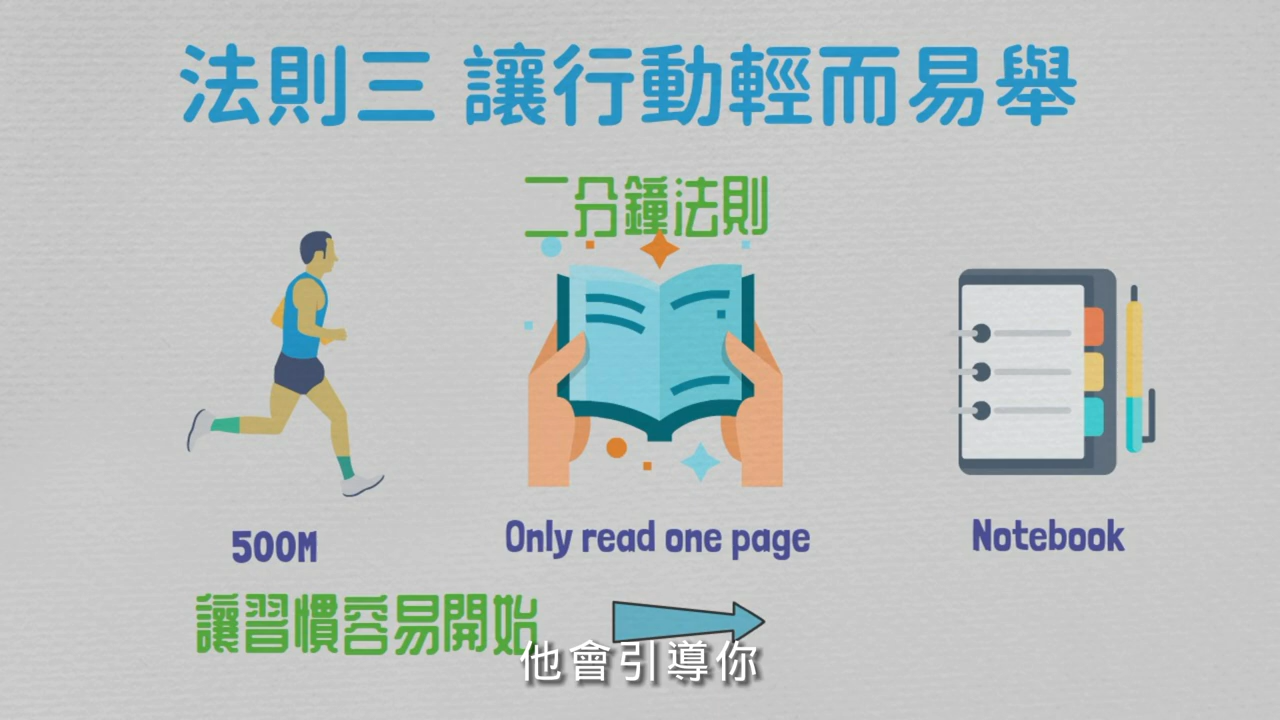 法則三 讓行動輕而易舉
二分鐘法則
500M
Only read one page
Notebook
讓習慣容易開始
他會引導你